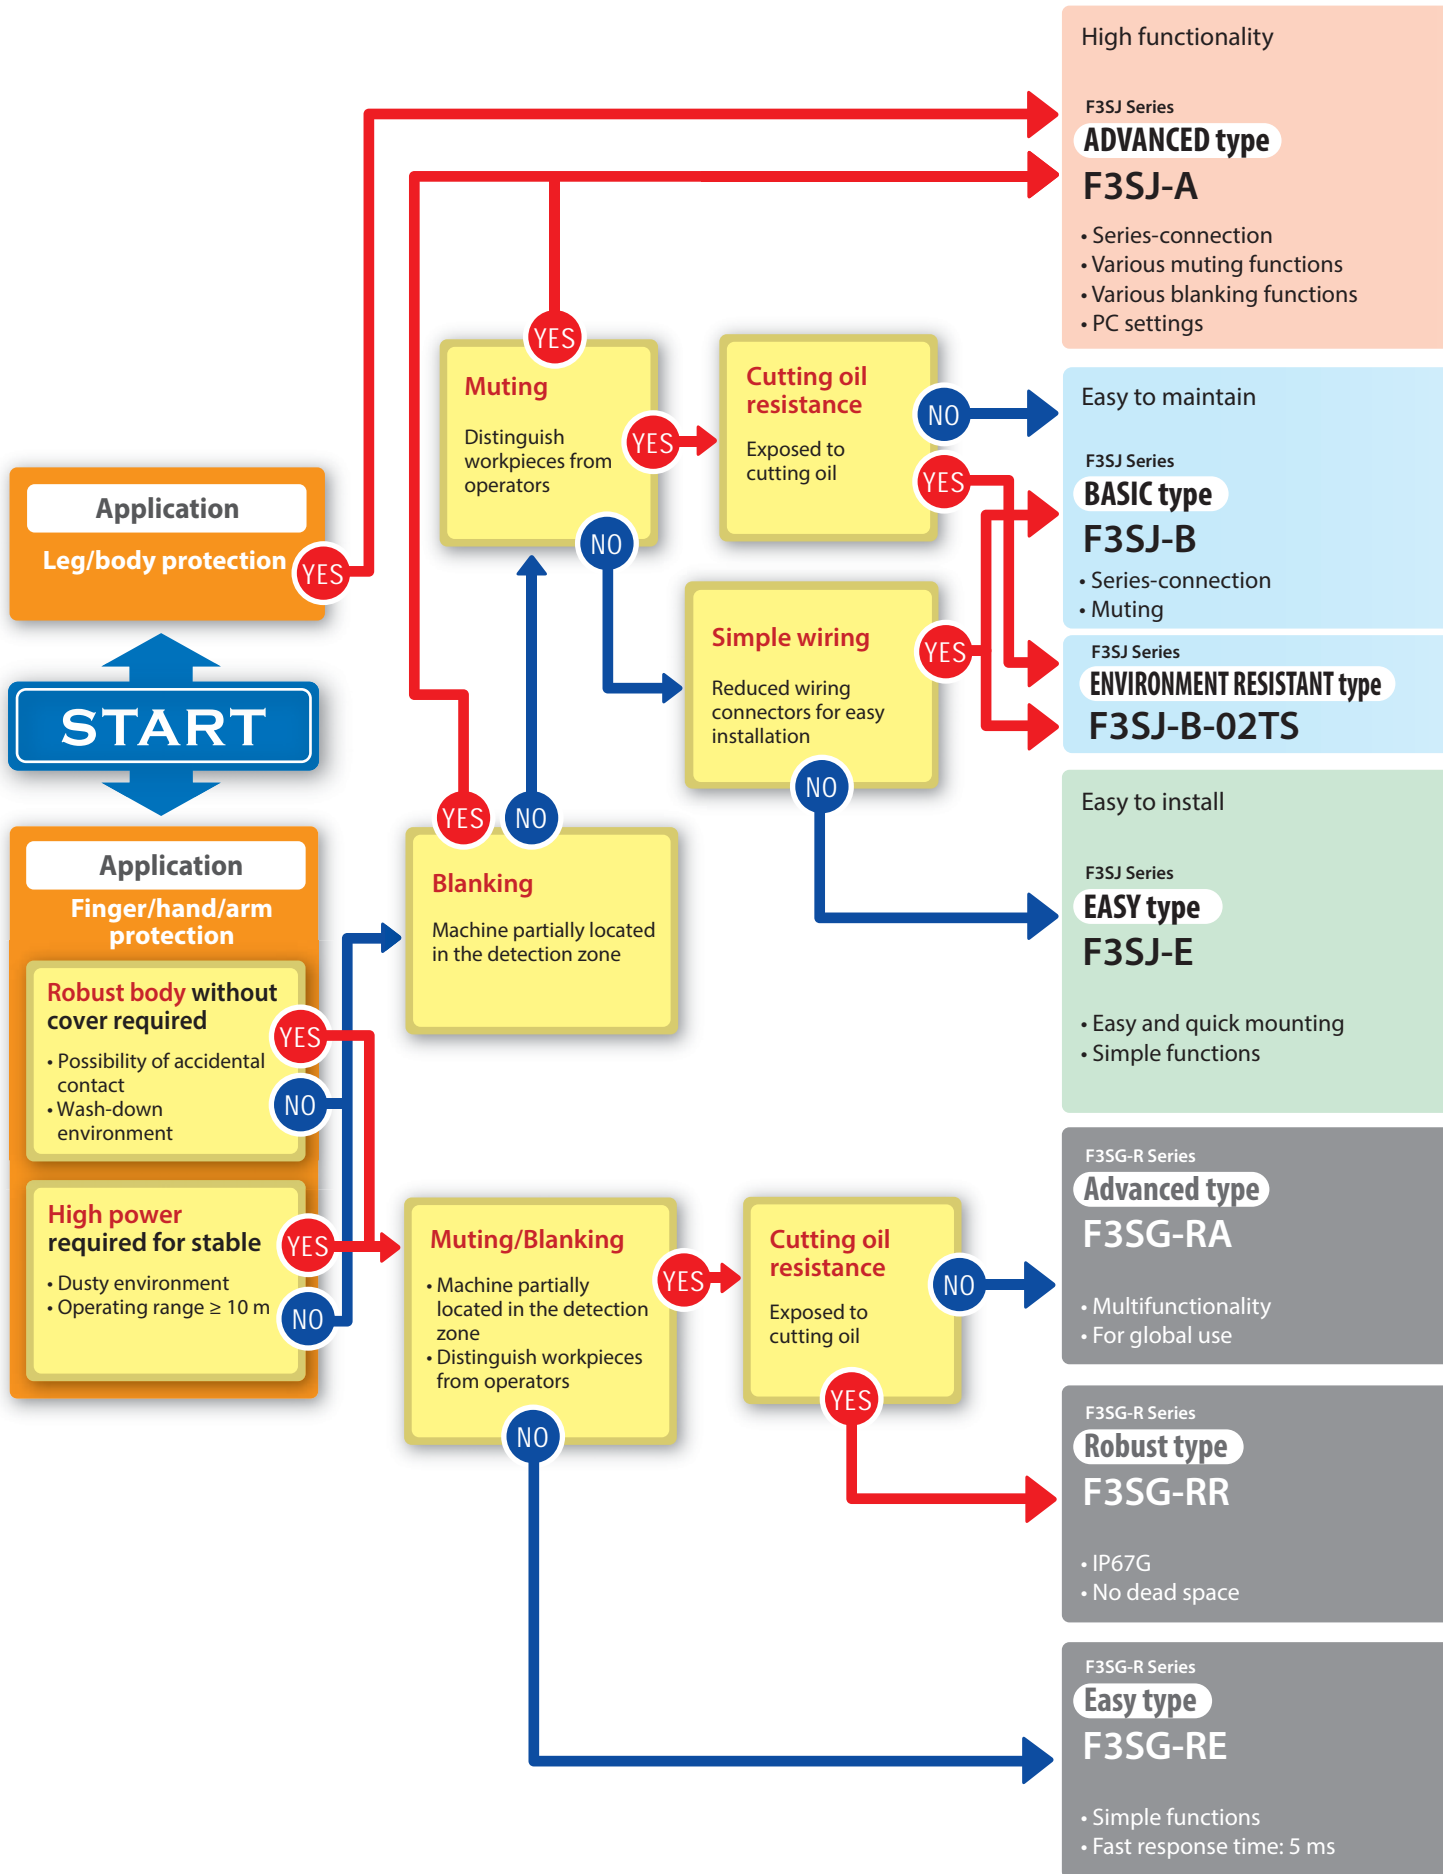 High functionality
F3SJ Series
ADVANCED type
F3SJ-A
• Series-connection
• Various muting functions
• Various blanking functions
• PC settings
YES
Muting
Distinguish
workpieces from
operators
YES
NO
Cutting oil
resistance
Exposed to
cutting oil
NO
YES
Easy to maintain
F3SJ Series
BASIC type
F3SJ-B
• Series-connection
• Muting
Application
Leg/body protection
YES
START
Simple wiring
Reduced wiring
connectors for easy
installation
YES
NO
F3SJ Series
ENVIRONMENT RESISTANT type
F3SJ-B-02TS
Easy to install
F3SJ Series
EASY type
F3SJ-E
• Easy and quick mounting
• Simple functions
YES
NO
Blanking
Machine partially located
in the detection zone
Application
Finger/hand/arm
protection
Robust body without
cover required
• Possibility of accidental
contact
• Wash-down
environment
YES
NO
High power
required for stable
• Dusty environment
• Operating range ≥ 10 m
YES
NO
Muting/Blanking
• Machine partially
located in the detection
zone
• Distinguish workpieces
from operators
YES
NO
Cutting oil
resistance
Exposed to
cutting oil
NO
YES
F3SG-R Series
Advanced type
F3SG-RA
• Multifunctionality
• For global use
F3SG-R Series
Robust type
F3SG-RR
• IP67G
• No dead space
F3SG-R Series
Easy type
F3SG-RE
• Simple functions
• Fast response time: 5 ms